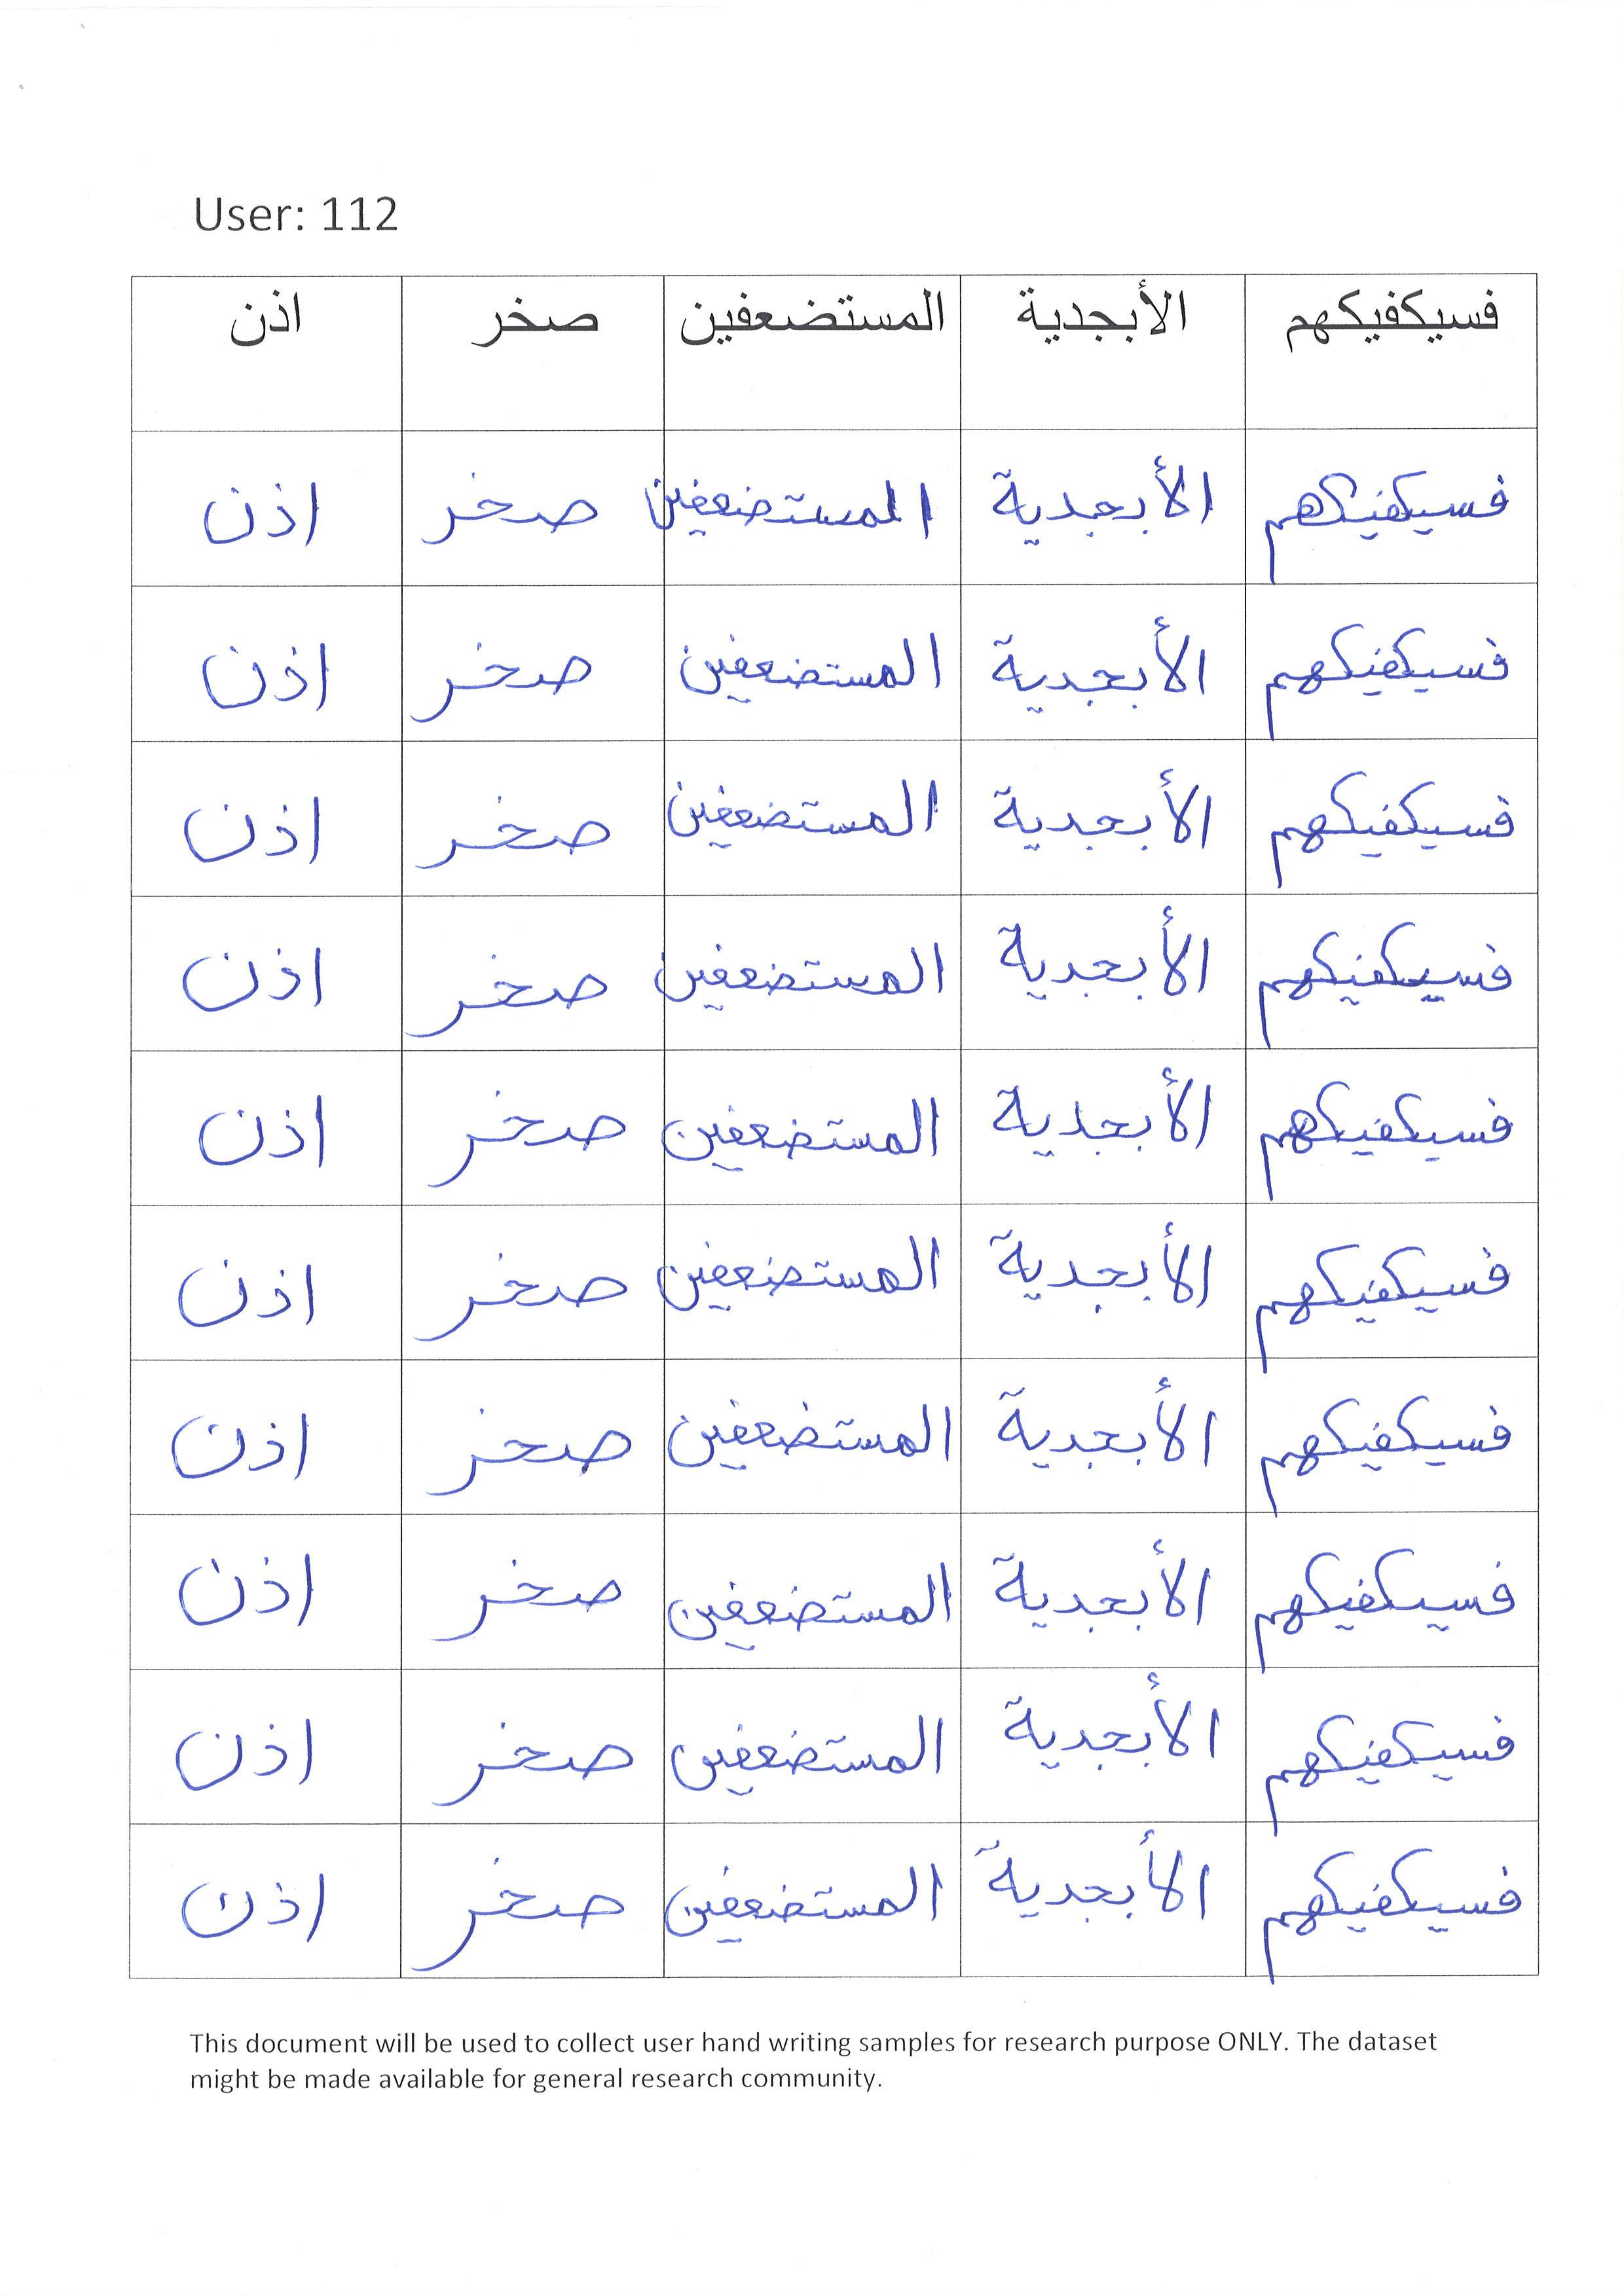 User: 112
فسيكفيكهم الأبجدية المستضعفين صخر اذن
فسيكفيكهم الأبجدية المستضعفين صخر اذن
فسيكفيكهم الأبجدية المستضعفين صخر اذن
فسيكفيكهم الأبجدية المستضعفين صخر اذن
فسيكفيكهم الأبجدية المستضعفين صخر اذن
فسيكفيكهم الأبجدية المستضعفين صخر اذن
فسيكفيكهم الأبجدية المستضعفين صخر اذن
فسيكفيكهم الأبجدية المستضعفين صخر اذن
فسيكفيكهم الأبجدية المستضعفين صخر اذن
فسيكفيكهم الأبجدية المستضعفين صخر اذن
فسيكفيكهم الأبجدية المستضعفين صخر اذن
This document will be used to collect user hand writing samples for research purpose ONLY. The dataset
might be made available for general research community.